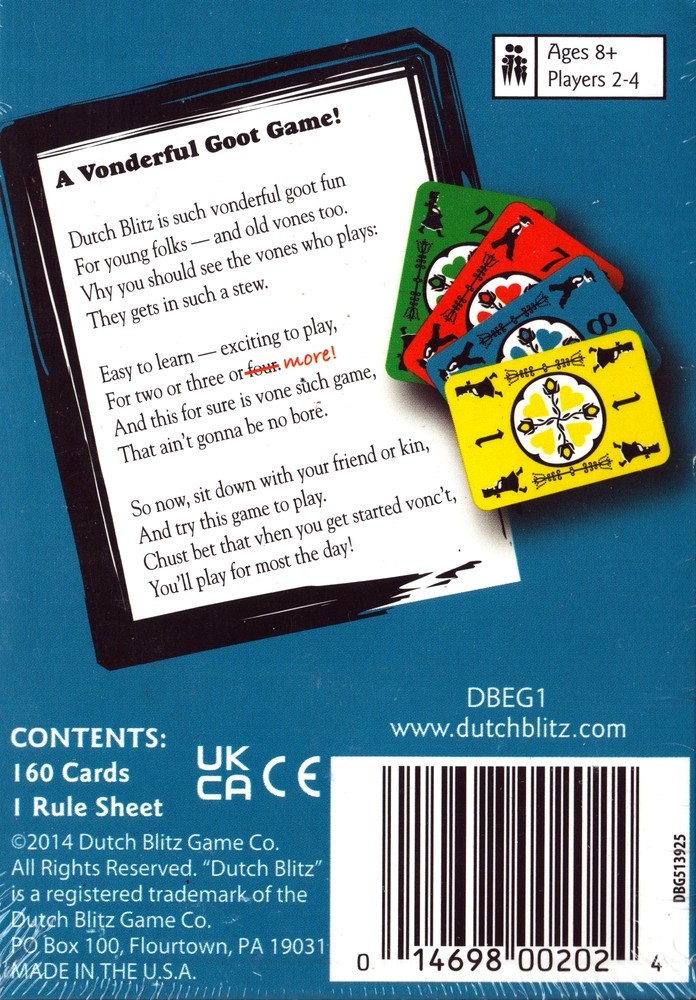 Ages 8+
Players 2-4
A Vonderful Goot Game!
Dutch Blitz is such vonderful goot fun
For young folks — and old vones too.
Vhy you should see the vones who plays:
They gets in such a stew.
Easy to learn — exciting to play,
For two or three or four. more!
And this for sure is vone such game,
That ain't gonna be no bore.
So now, sit down with your friend or kin,
And try this game to play.
Chust bet that vhen you get started vonc't,
You'll play for most the day!
2
7
8
1
1
DBEG1
www.dutchblitz.com
CONTENTS:
160 Cards
1 Rule Sheet
UK
CA CE
©2014 Dutch Blitz Game Co.
All Rights Reserved. “Dutch Blitz”
is a registered trademark of the
Dutch Blitz Game Co.
PO Box 100, Flourtown, PA 19031
MADE IN THE U.S.A.
DBG513925
0 14698 00202 4